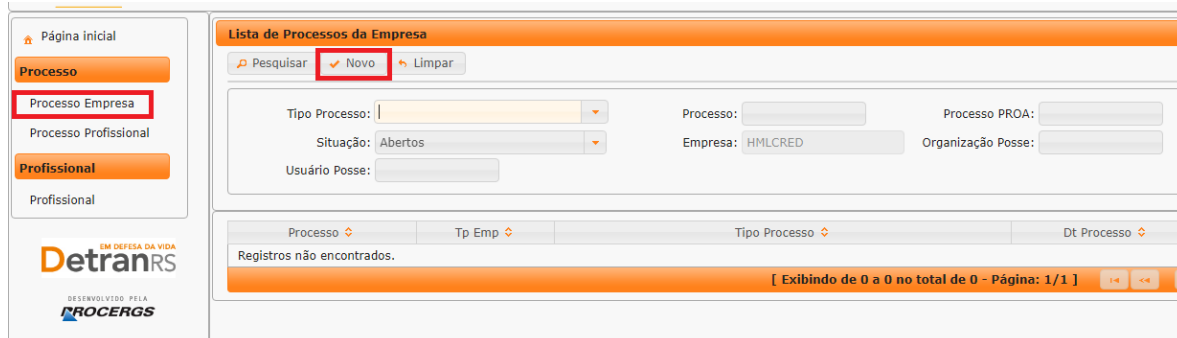 Página inicial
Processo
Processo Empresa
Processo Profissional
Profissional
Profissional
EM DEFESA DA VIDA
DetranRS
DESENVOLVIDO PELA
PROCERGS
Lista de Processos da Empresa
Pesquisar Novo Limpar
Tipo Processo: Processo: Processo PROA:
Situação: Abertos Empresa: HMLCRED Organização Posse:
Usuário Posse:
Processo Tp Emp Tipo Processo Dt Processo
Registros não encontrados.
[ Exibindo de 0 a 0 no total de 0 - Página: 1/1 ]